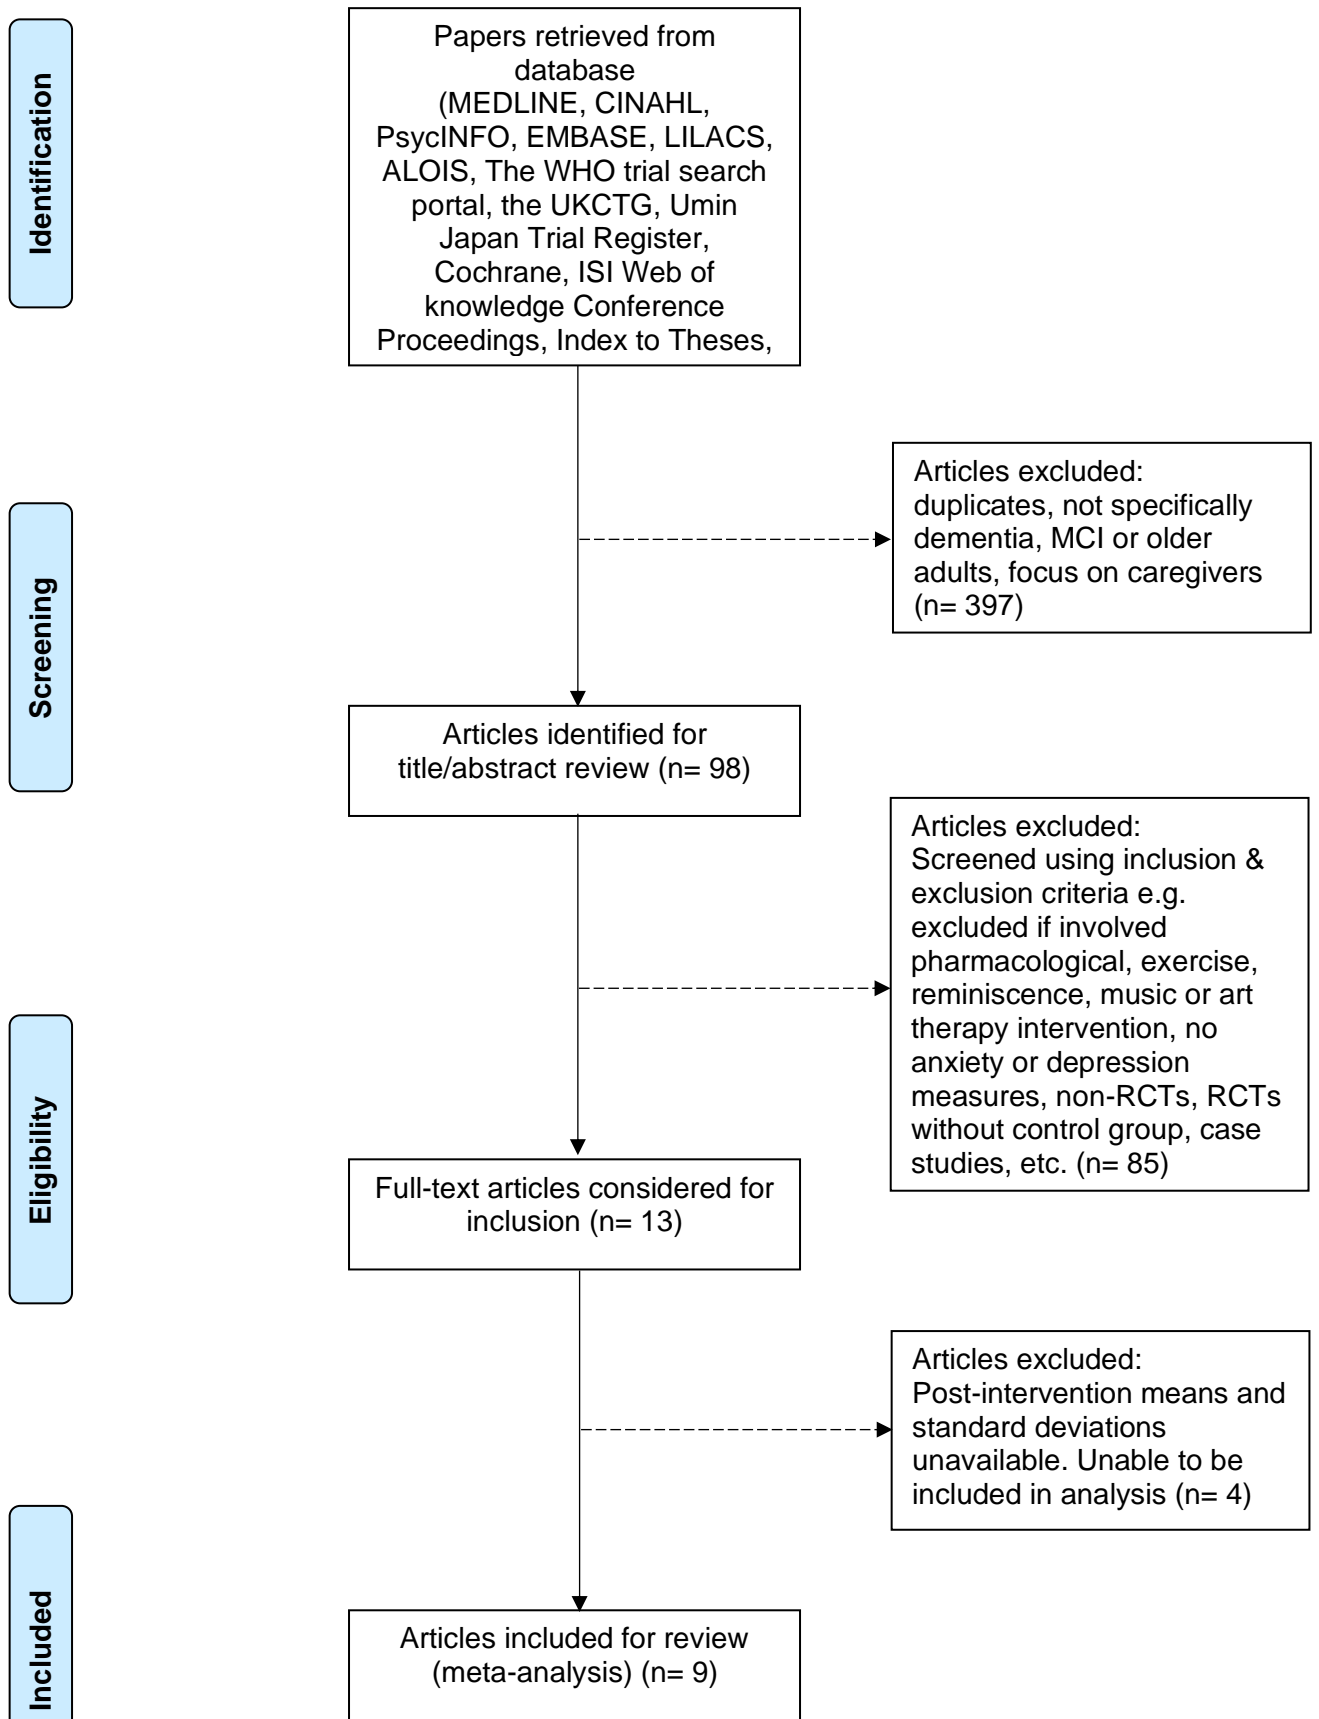 Identification
Papers retrieved from
database
(MEDLINE, CINAHL,
PsycINFO, EMBASE, LILACS,
ALOIS, The WHO trial search
portal, the UKCTG, Umin
Japan Trial Register,
Cochrane, ISI Web of
knowledge Conference
Proceedings, Index to Theses,
Articles excluded:
duplicates, not specifically
dementia, MCI or older
adults, focus on caregivers
(n= 397)
Screening
Articles identified for
title/abstract review (n= 98)
Articles excluded:
Screened using inclusion &
exclusion criteria e.g.
excluded if involved
pharmacological, exercise,
reminiscence, music or art
therapy intervention, no
anxiety or depression
measures, non-RCTs, RCTs
without control group, case
studies, etc. (n= 85)
Eligibility
Full-text articles considered for
inclusion (n= 13)
Articles excluded:
Post-intervention means and
standard deviations
unavailable. Unable to be
included in analysis (n= 4)
Included
Articles included for review
(meta-analysis) (n= 9)